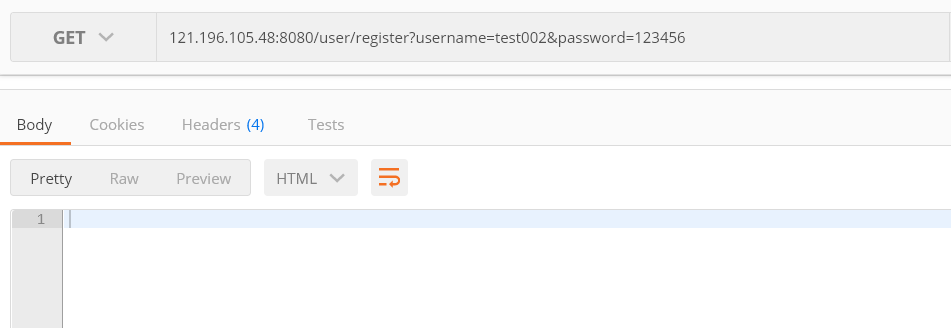 GET 121.196.105.48:8080/user/register?username=test002&password=123456
Body Cookies Headers (4) Tests
Pretty Raw Preview HTML
1